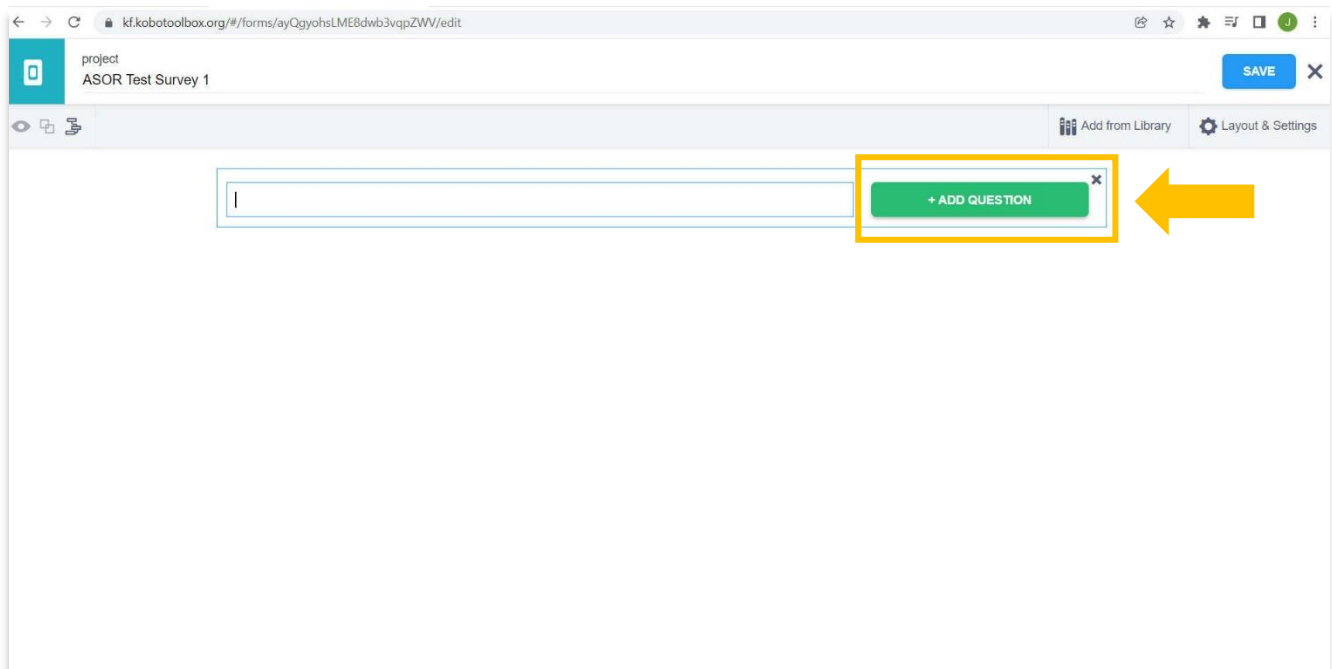 kf.kobotoolbox.org/#/forms/ayQgyohsLME8dwb3vqpZWV/edit
J
project
ASOR Test Survey 1
SAVE
Add from Library
Layout & Settings
+ ADD QUESTION